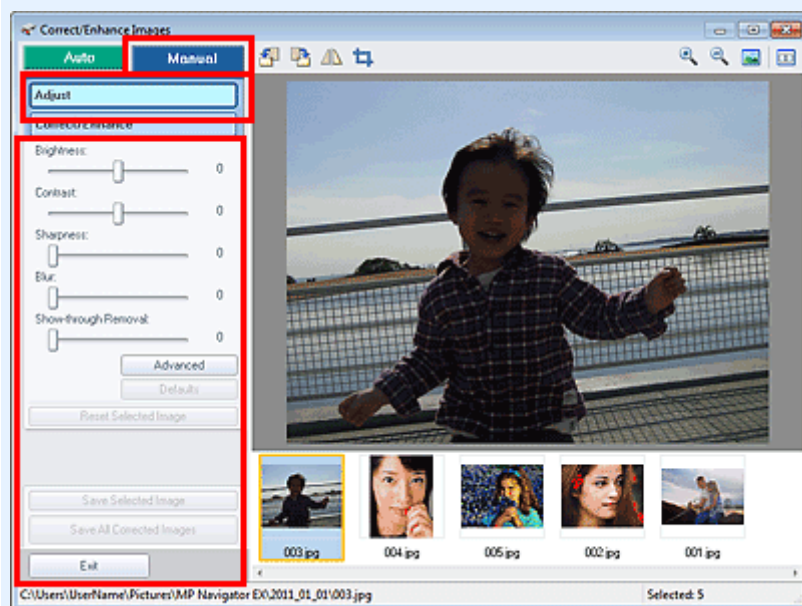 Correct/Enhance Images
Auto
Manual
Adjust
Correct/Enhance
Brightness:
0
Contrast:
0
Sharpness:
0
Blur:
0
Show-through Removal:
0
Advanced
Defaults
Reset Selected Image
Save Selected Image
Save All Corrected Images
Exit
003.jpg
004.jpg
005.jpg
002.jpg
001.jpg
C:\Users\UserName\Pictures\MP Navigator EX\2011_01_01\003.jpg
Selected: 5